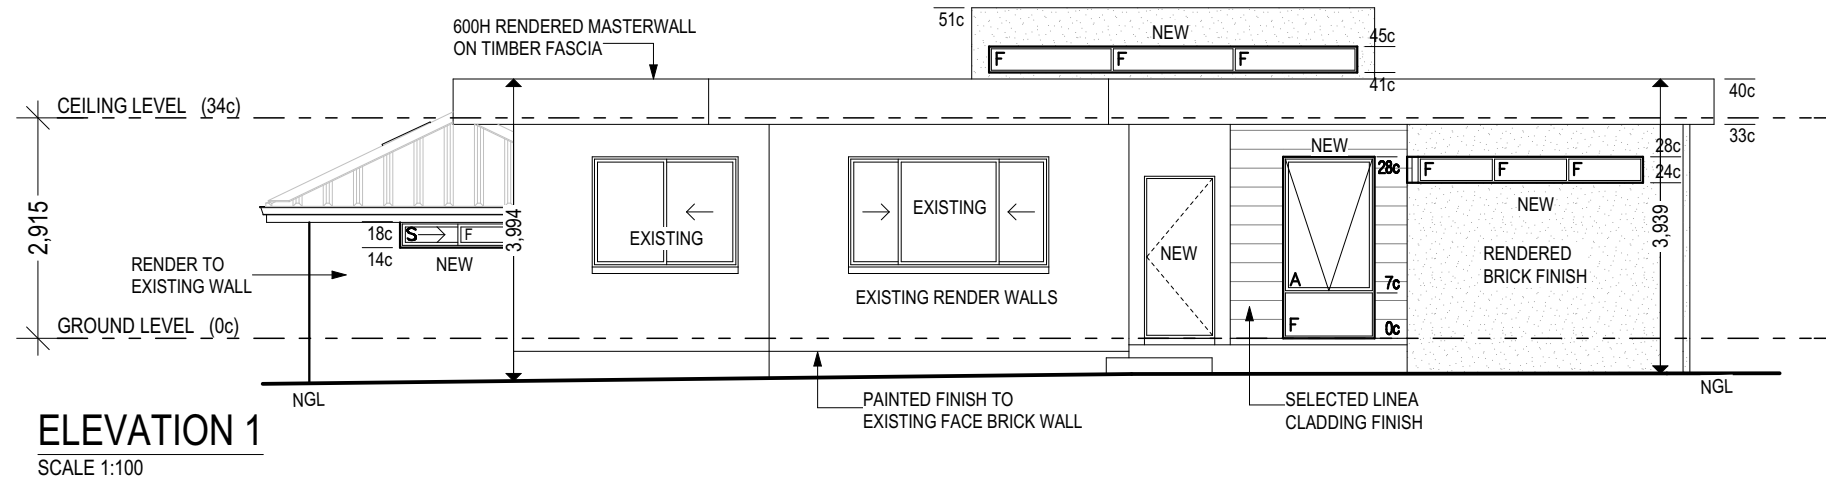 600H RENDERED MASTERWALL
ON TIMBER FASCIA
51c
NEW
45c
F F F
41c
40c
CEILING LEVEL (34c)
33c
NEW
28c
28c
F F F
24c
2,915
3,994
3,939
18c
S F
14c
NEW
EXISTING
EXISTING
NEW
NEW
RENDERED
BRICK FINISH
RENDER TO
EXISTING WALL
A
7c
EXISTING RENDER WALLS
GROUND LEVEL (0c)
F
0c
NGL
NGL
PAINTED FINISH TO
EXISTING FACE BRICK WALL
SELECTED LINEA
CLADDING FINISH
ELEVATION 1
SCALE 1:100